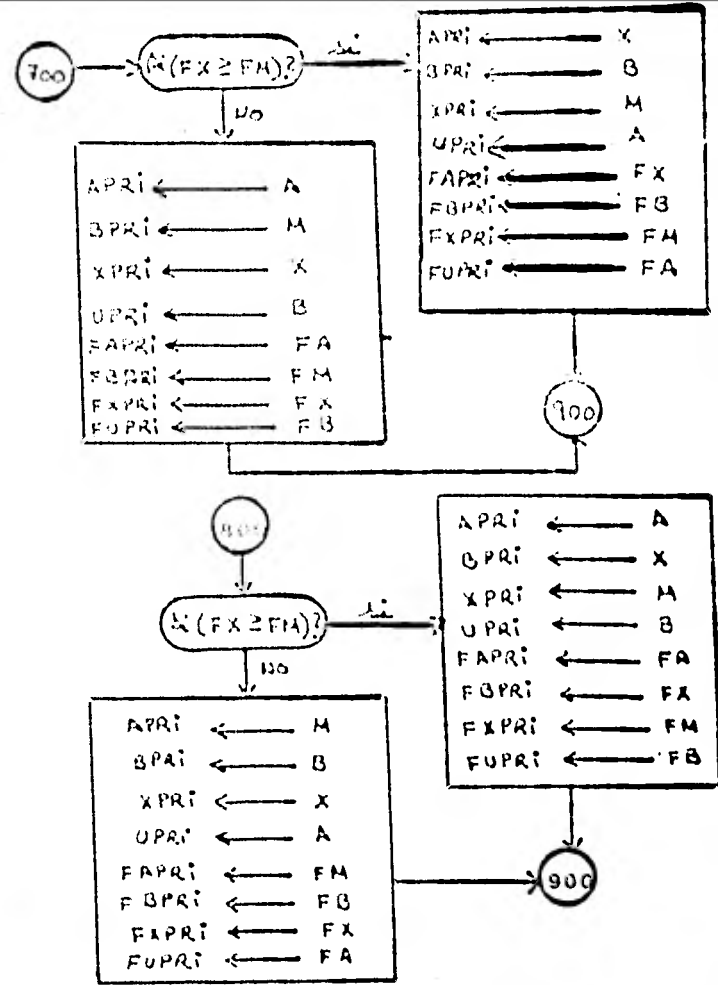 700
Si (FX ≥ FM)?
si
NO
APRi ← X
BPRi ← B
XPRi ← M
UPRi ← A
FAPRi ← FX
FBPRi ← FB
FXPRi ← FM
FUPRi ← FA
APRi ← A
BPRi ← M
XPRi ← X
UPRi ← B
FAPRi ← FA
FBPRi ← FM
FXPRi ← FX
FUPRi ← FB
900
Si (FX ≥ FM)?
si
NO
APRi ← A
BPRi ← X
XPRi ← M
UPRi ← B
FAPRi ← FA
FBPRi ← FX
FXPRi ← FM
FUPRi ← FB
APRi ← M
BPRi ← B
XPRi ← X
UPRi ← A
FAPRi ← FM
FBPRi ← FB
FXPRi ← FX
FUPRi ← FA
900